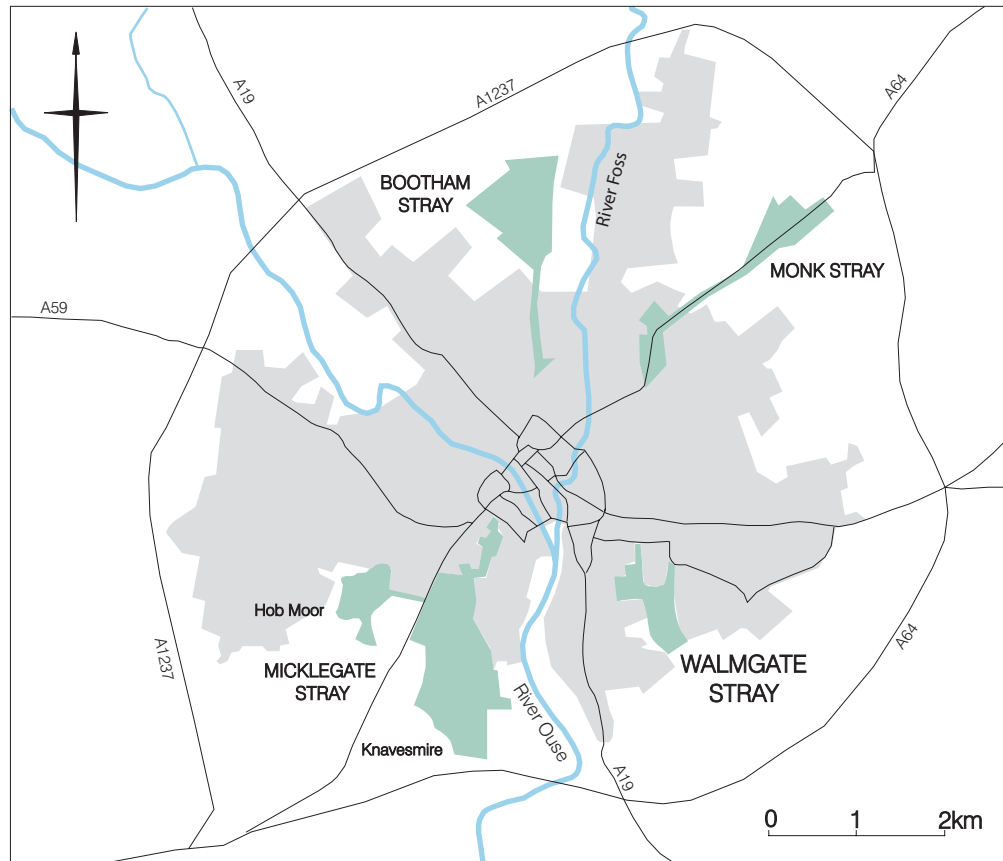 A19
A1237
A64
BOOTHAM
STRAY
River Foss
MONK STRAY
A59
Hob Moor
MICKLEGATE
STRAY
A1237
Knavesmire
River Ouse
WALMGATE
STRAY
A64
A19
0 1 2km